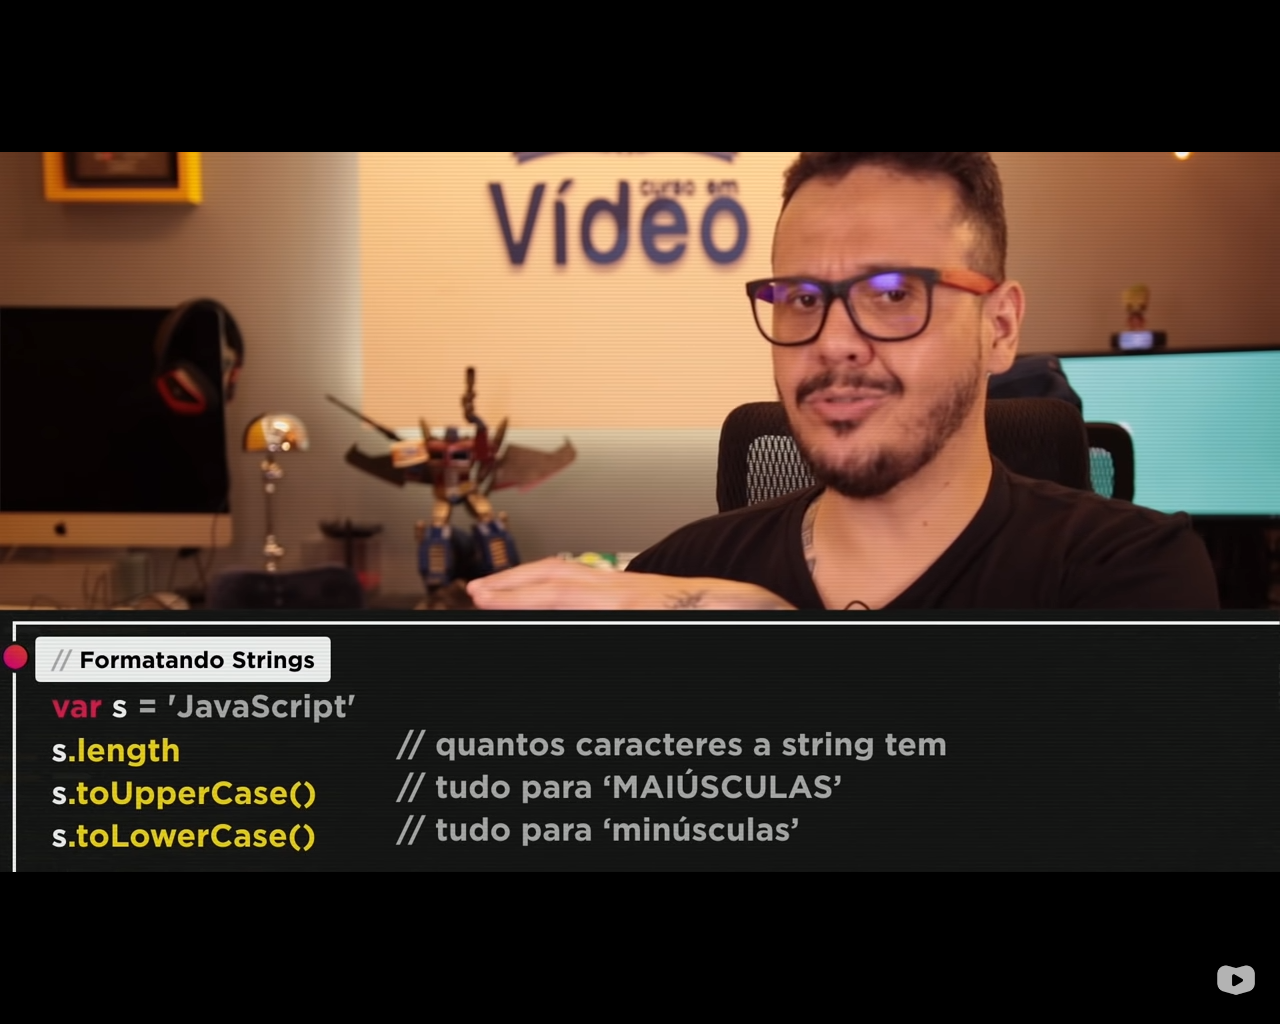 curso em
Vídeo
// Formatando Strings
var s = 'JavaScript'
s.length // quantos caracteres a string tem
s.toUpperCase() // tudo para ‘MAIÚSCULAS’
s.toLowerCase() // tudo para ‘minúsculas’